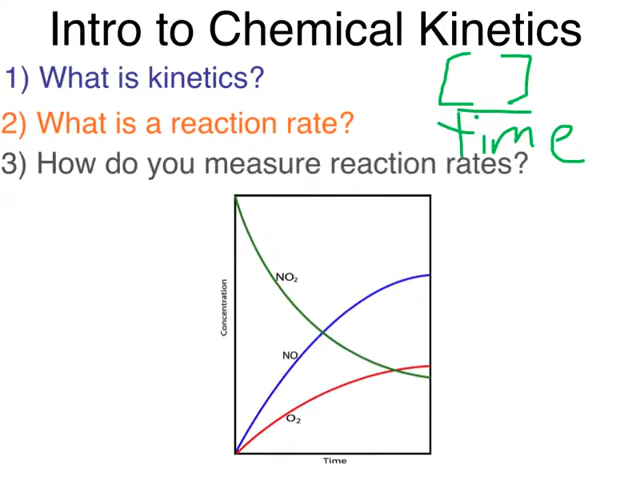 Intro to Chemical Kinetics
1) What is kinetics?
[ ]
2) What is a reaction rate?
time
3) How do you measure reaction rates?
NO₂
Concentration
NO
O₂
Time